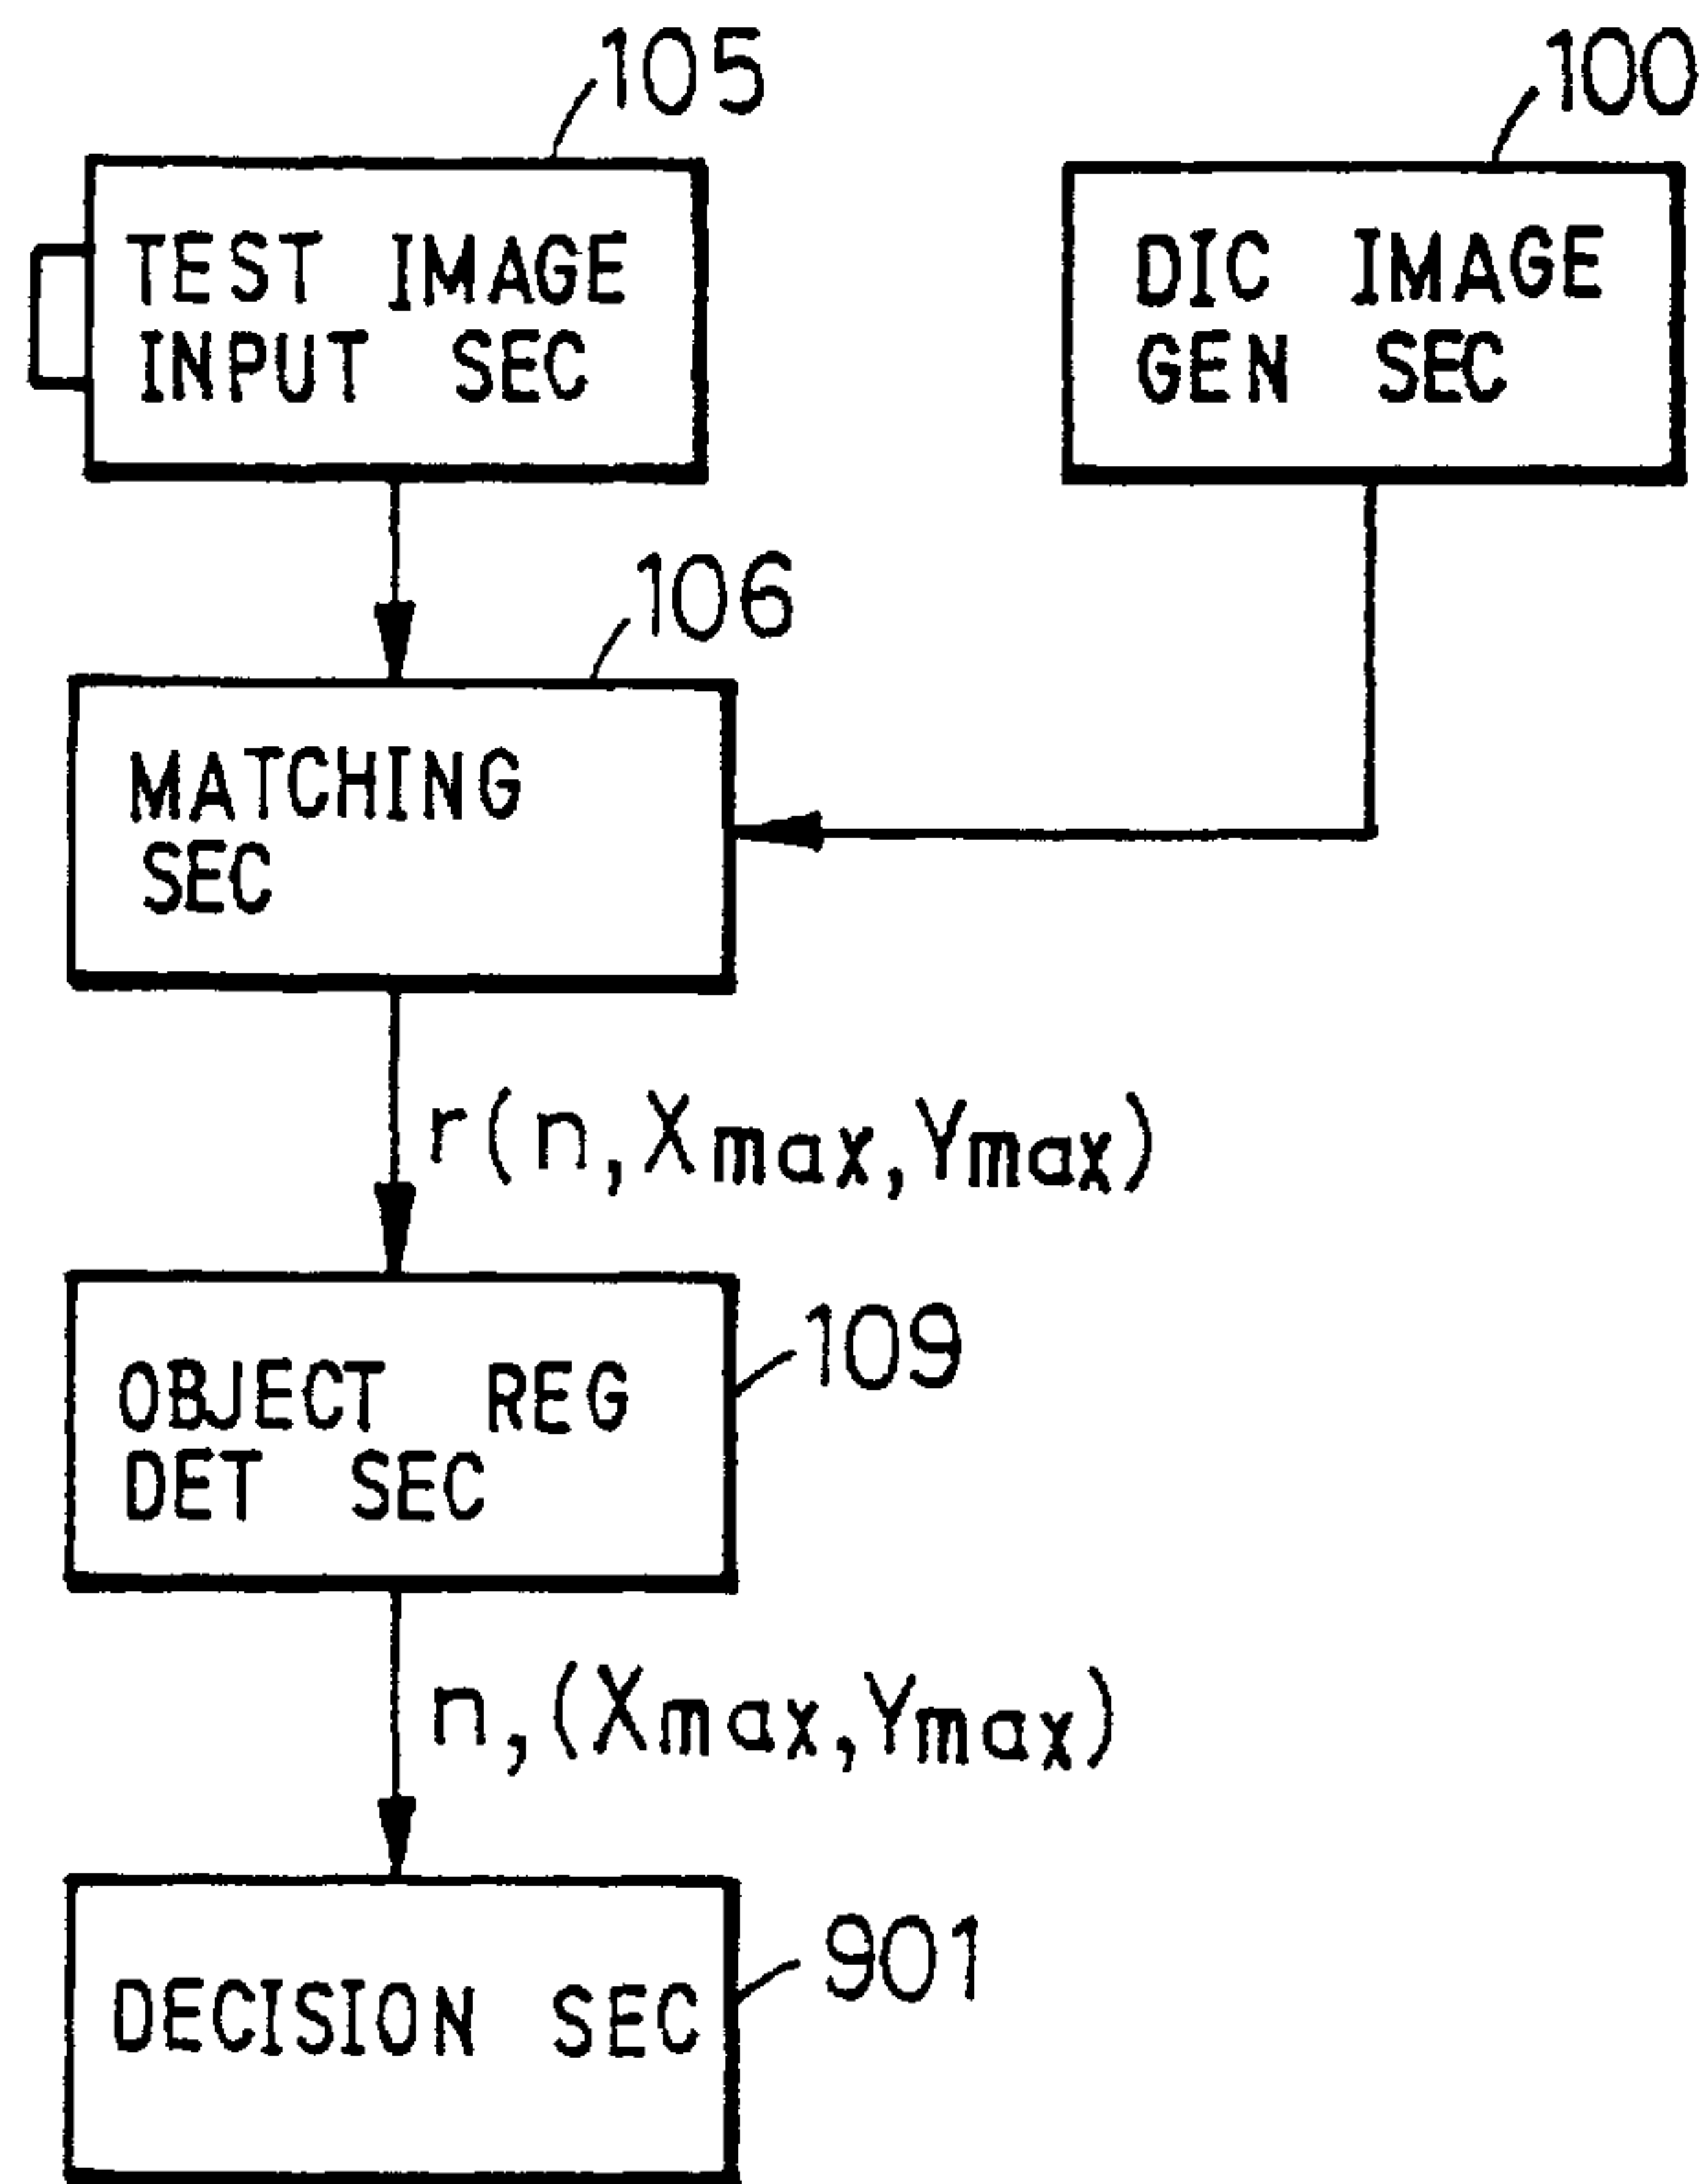 105
100
TEST IMAGE
INPUT SEC
DIC IMAGE
GEN SEC
106
MATCHING
SEC
r(n,Xmax,Ymax)
109
OBJECT REG
DET SEC
n,(Xmax,Ymax)
901
DECISION SEC